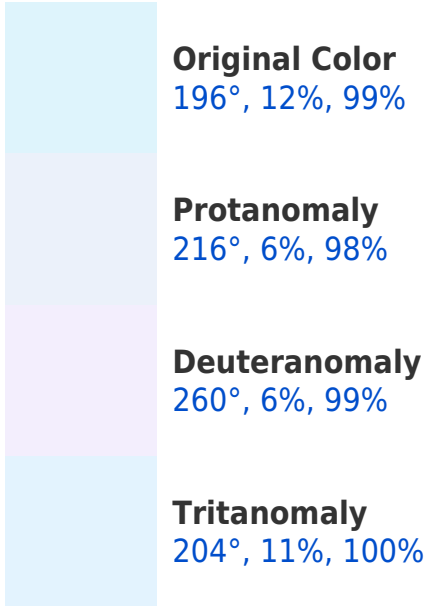 Original Color
196°, 12%, 99%
Protanomaly
216°, 6%, 98%
Deuteranomaly
260°, 6%, 99%
Tritanomaly
204°, 11%, 100%